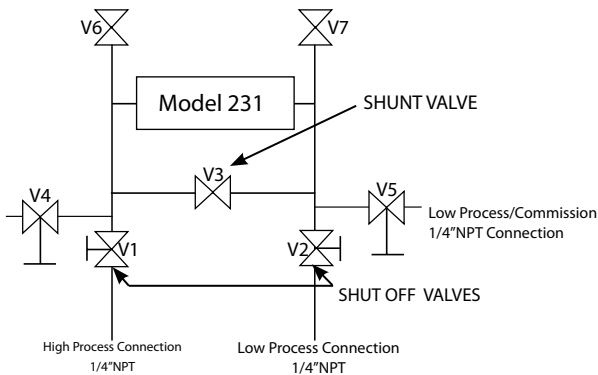 V6
V7
Model 231
SHUNT VALVE
V3
V4
V5
Low Process/Commission
1/4"NPT Connection
V1
V2
SHUT OFF VALVES
High Process Connection
1/4"NPT
Low Process Connection
1/4"NPT